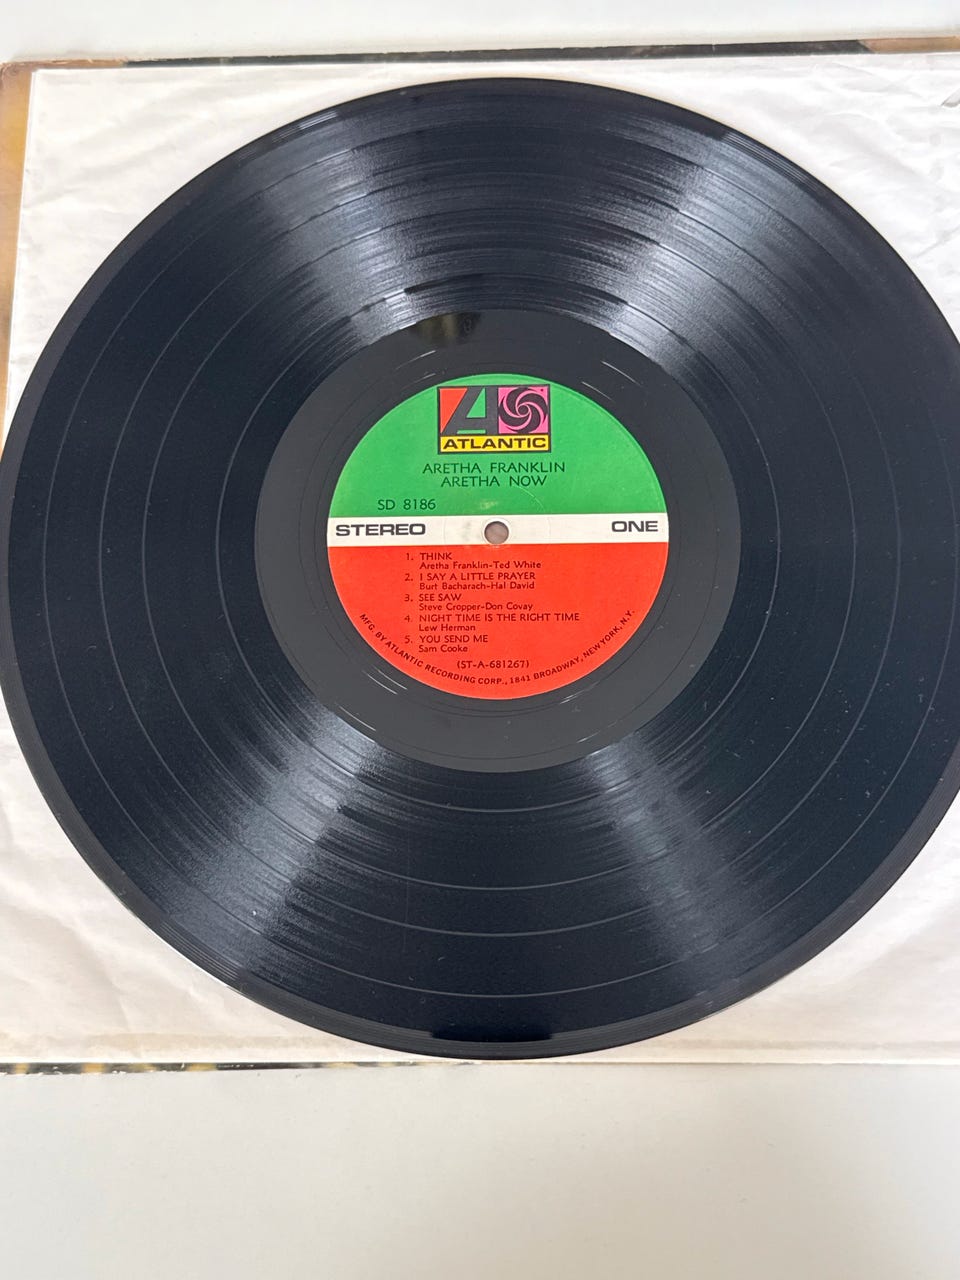 ATLANTIC
ARETHA FRANKLIN
ARETHA NOW
SD 8186
STEREO ONE
1. THINK
Aretha Franklin-Ted White
2. I SAY A LITTLE PRAYER
Burt Bacharach-Hal David
3. SEE SAW
Steve Cropper-Don Covay
4. NIGHT TIME IS THE RIGHT TIME
Lew Herman
5. YOU SEND ME
Sam Cooke
(ST-A-681267)
MFG. BY ATLANTIC RECORDING CORP., 1841 BROADWAY, NEW YORK, N.Y.